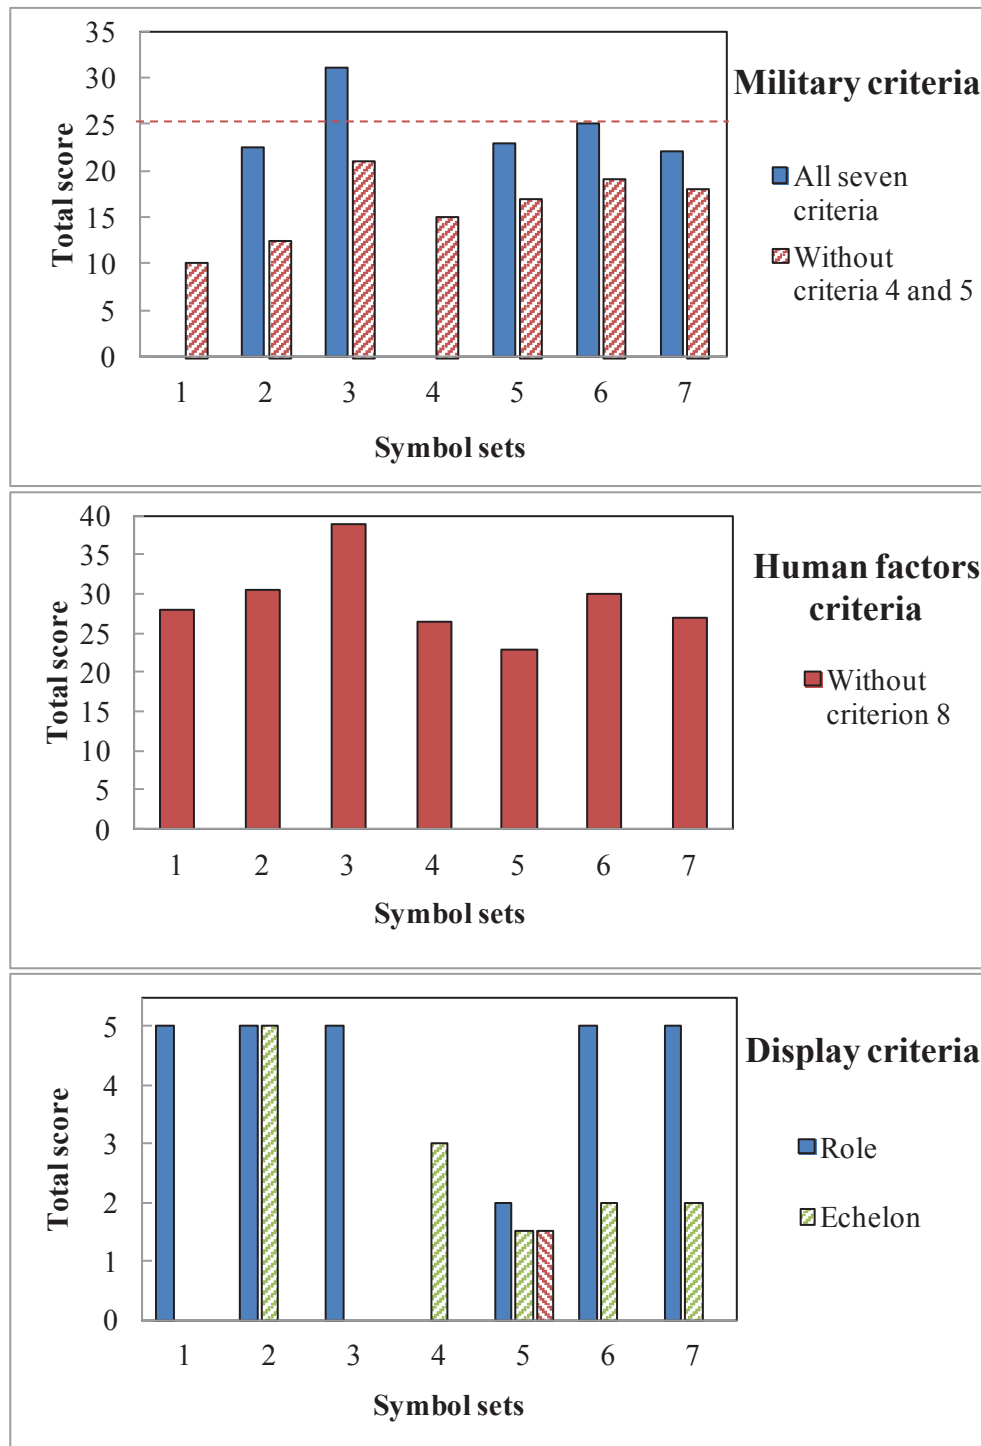 35
30
25
20
15
10
5
0
Total score
1 2 3 4 5 6 7
Symbol sets
Military criteria
All seven
criteria
Without
criteria 4 and 5
40
35
30
25
20
15
10
5
0
Total score
1 2 3 4 5 6 7
Symbol sets
Human factors
criteria
Without
criterion 8
5
4
3
2
1
0
Total score
1 2 3 4 5 6 7
Symbol sets
Display criteria
Role
Echelon